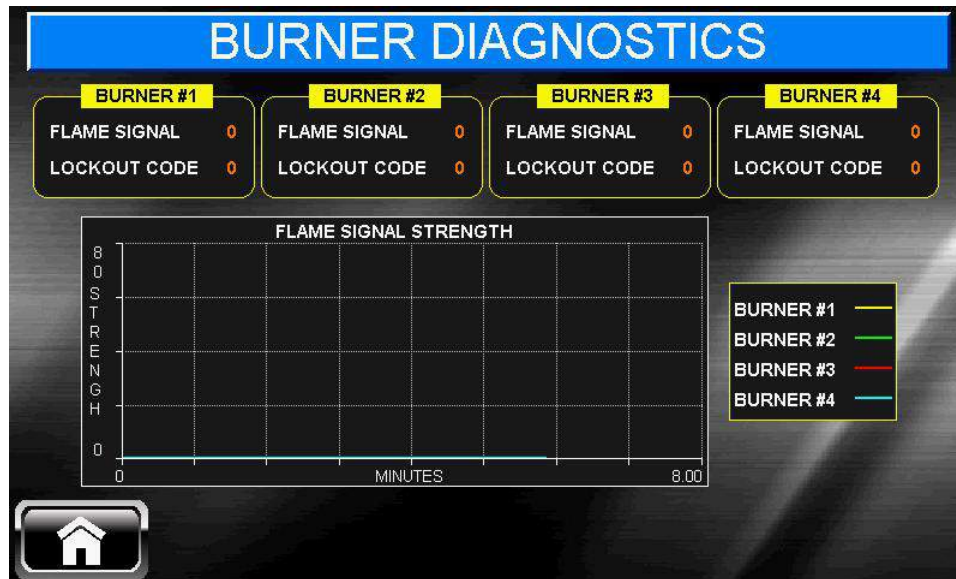 BURNER DIAGNOSTICS
BURNER #1
FLAME SIGNAL 0
LOCKOUT CODE 0
BURNER #2
FLAME SIGNAL 0
LOCKOUT CODE 0
BURNER #3
FLAME SIGNAL 0
LOCKOUT CODE 0
BURNER #4
FLAME SIGNAL 0
LOCKOUT CODE 0
FLAME SIGNAL STRENGTH
80
STRENGH
0
0 MINUTES 8.00
BURNER #1
BURNER #2
BURNER #3
BURNER #4